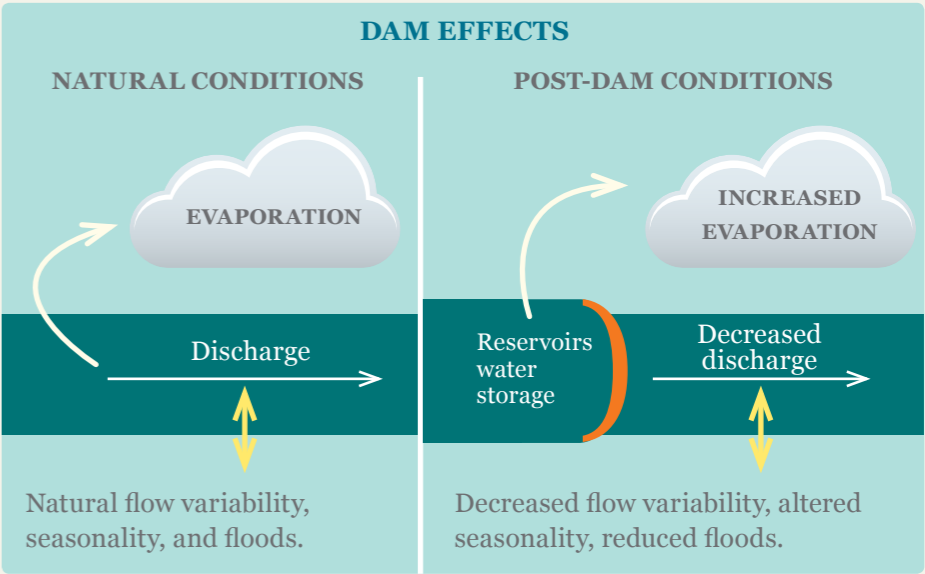 DAM EFFECTS
NATURAL CONDITIONS
EVAPORATION
Discharge
Natural flow variability,
seasonality, and floods.
POST-DAM CONDITIONS
INCREASED
EVAPORATION
Reservoirs
water
storage
Decreased
discharge
Decreased flow variability, altered
seasonality, reduced floods.